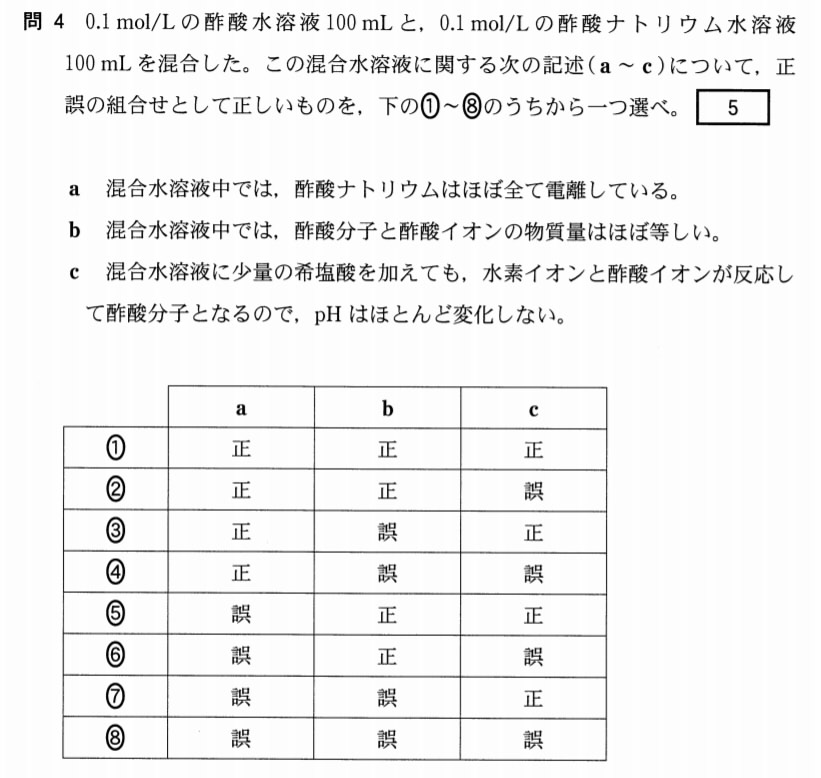 問 4 0.1 mol/L の酢酸水溶液 100 mL と，0.1 mol/L の酢酸ナトリウム水溶液
100 mL を混合した。この混合水溶液に関する次の記述(a ～ c)について，正
誤の組合せとして正しいものを，下の①～⑧のうちから一つ選べ。 5
a 混合水溶液中では，酢酸ナトリウムはほぼ全て電離している。
b 混合水溶液中では，酢酸分子と酢酸イオンの物質量はほぼ等しい。
c 混合水溶液に少量の希塩酸を加えても，水素イオンと酢酸イオンが反応し
て酢酸分子となるので，pH はほとんど変化しない。
a b c
① 正 正 正
② 正 正 誤
③ 正 誤 正
④ 正 誤 誤
⑤ 誤 正 正
⑥ 誤 正 誤
⑦ 誤 誤 正
⑧ 誤 誤 誤